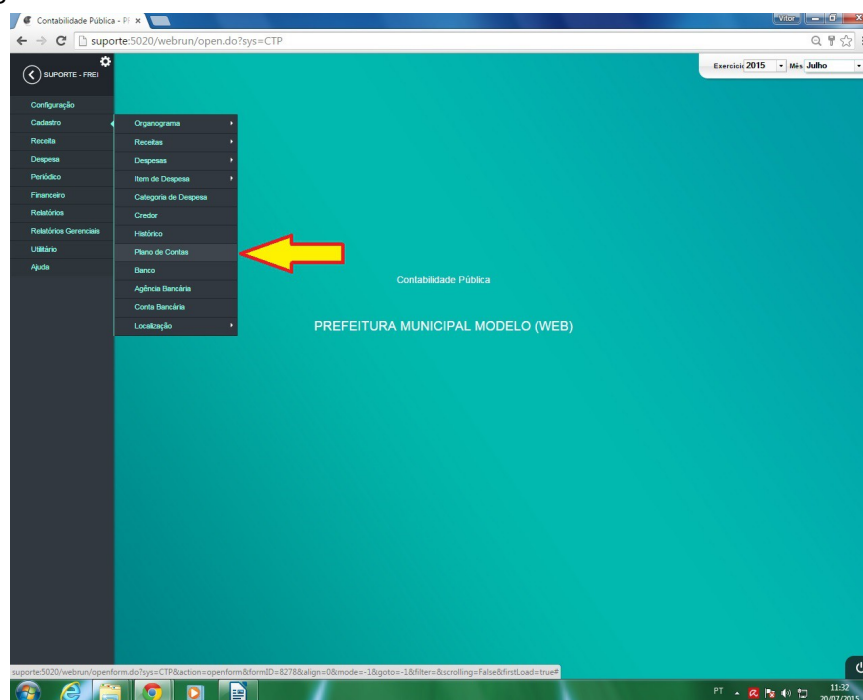 Contabilidade Pública - P
Vitor
suporte:5020/webrun/open.do?sys=CTP
SUPORTE - FREI
Exercício 2015 Mês Julho
Configuração
Cadastro
Receita
Despesa
Periódico
Financeiro
Relatórios
Relatórios Gerenciais
Utilitário
Ajuda
Organograma
Receitas
Despesas
Item de Despesa
Categoria de Despesa
Credor
Histórico
Plano de Contas
Banco
Agência Bancária
Conta Bancária
Localização
Contabilidade Pública
PREFEITURA MUNICIPAL MODELO (WEB)
suporte:5020/webrun/openform.do?sys=CTP&action=openform&formID=8278&align=0&mode=-1&goto=-1&filter=&scrolling=False&firstLoad=true#
PT
11:32
20/07/2015